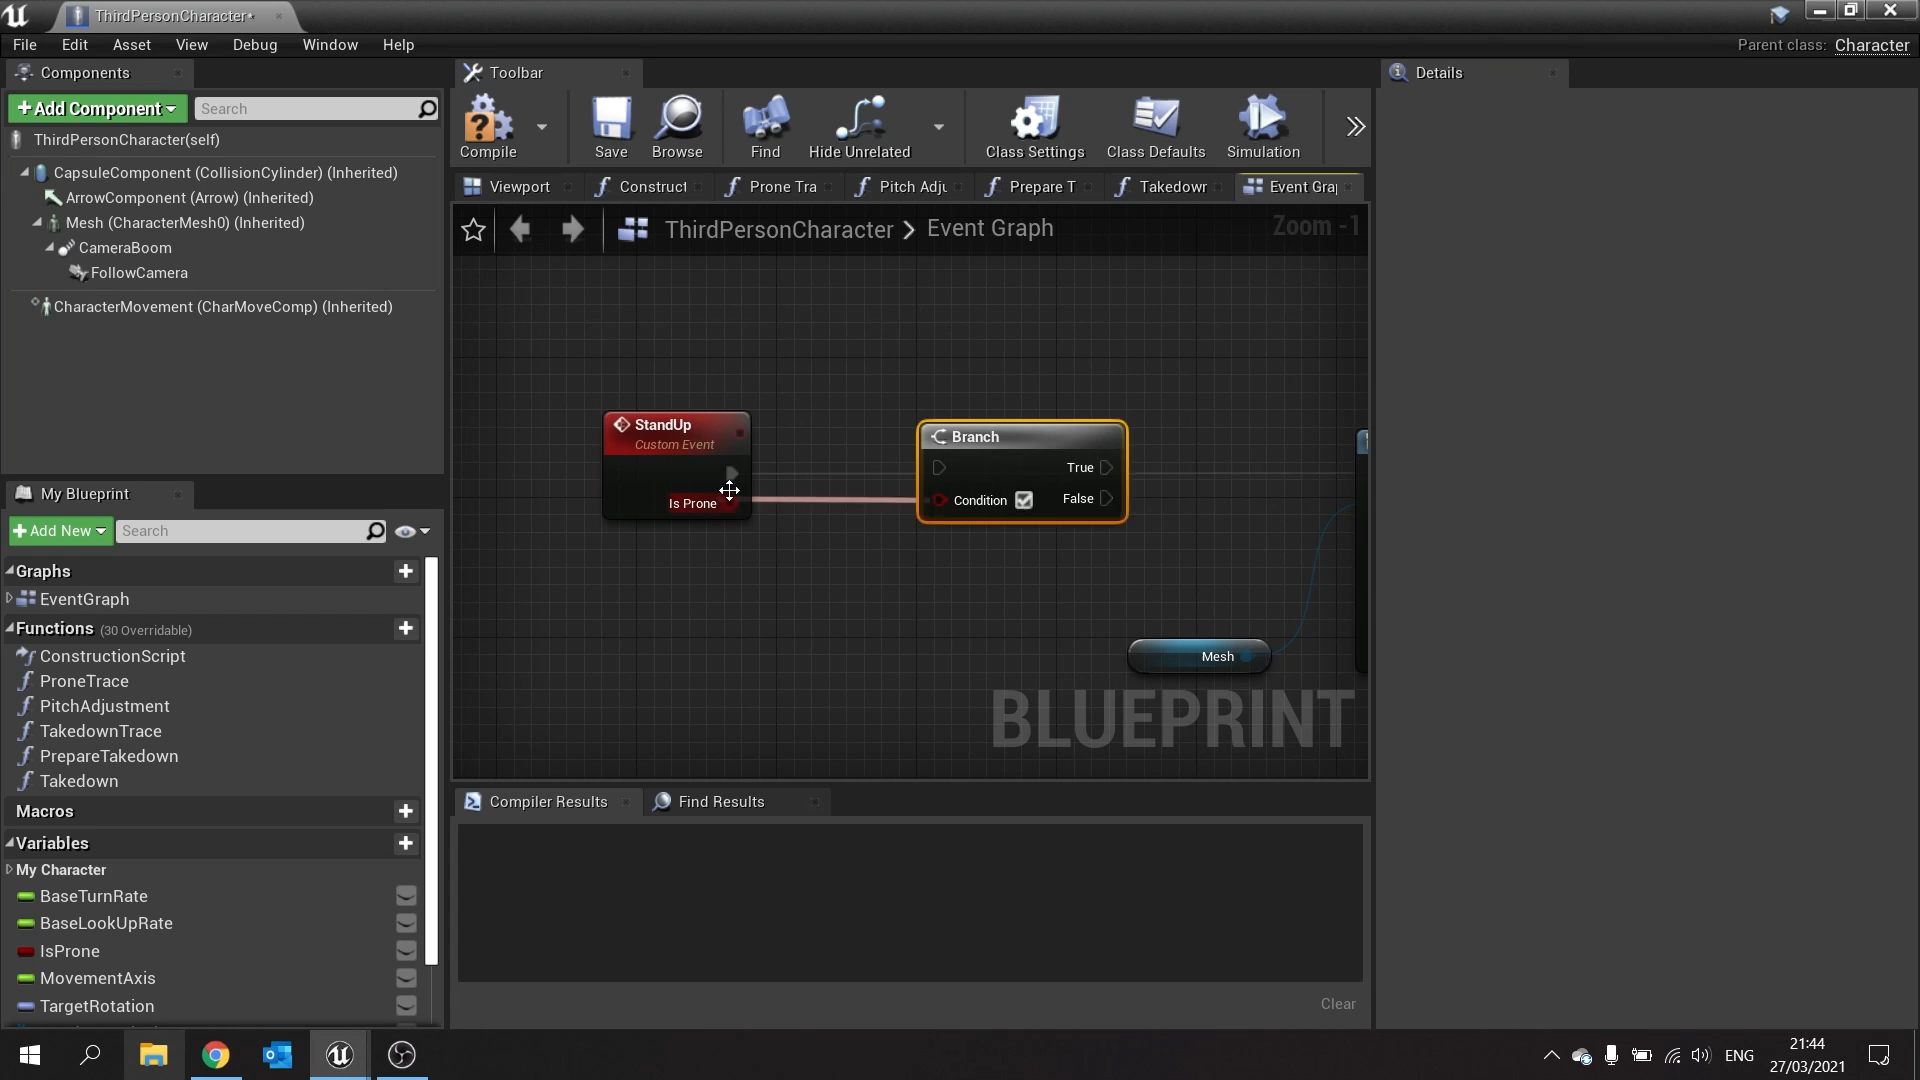 ThirdPersonCharacter*
File Edit Asset View Debug Window Help
Parent class: Character
Components
Toolbar
Details
Add Component
Search
ThirdPersonCharacter(self)
CapsuleComponent (CollisionCylinder) (Inherited)
ArrowComponent (Arrow) (Inherited)
Mesh (CharacterMesh0) (Inherited)
CameraBoom
FollowCamera
CharacterMovement (CharMoveComp) (Inherited)
Compile
Save
Browse
Find
Hide Unrelated
Class Settings
Class Defaults
Simulation
Viewport
Construct
Prone Tra
Pitch Adju
Prepare T
Takedown
Event Gra
ThirdPersonCharacter > Event Graph
Zoom -1
StandUp
Custom Event
Is Prone
Branch
True
Condition
False
Mesh
BLUEPRINT
My Blueprint
Add New
Search
Graphs
EventGraph
Functions (30 Overridable)
ConstructionScript
ProneTrace
PitchAdjustment
TakedownTrace
PrepareTakedown
Takedown
Macros
Variables
My Character
BaseTurnRate
BaseLookUpRate
IsProne
MovementAxis
TargetRotation
Compiler Results
Find Results
Clear
ENG
21:44
27/03/2021